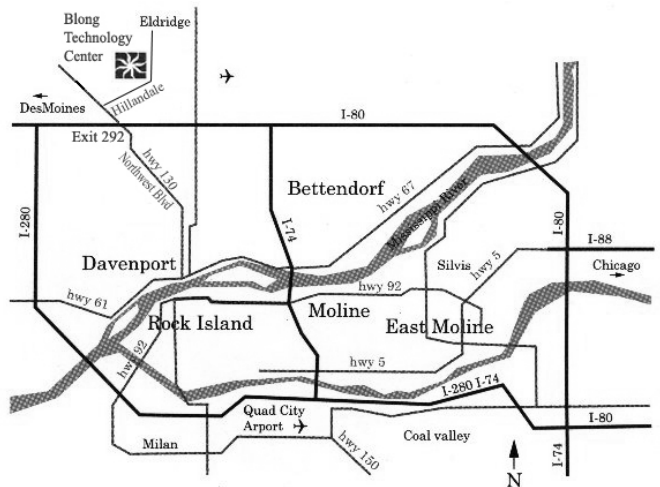 Blong
Technology
Center
Eldridge
Hillandale
DesMoines
I-80
Exit 292
hwy 130
Northwest Blvd
Bettendorf
hwy 67
Mississippi River
I-280
I-74
I-80
I-88
hwy 5
Silvis
Chicago
Davenport
hwy 92
hwy 61
Rock Island
Moline
East Moline
hwy 92
hwy 5
I-280 I-74
Quad City
Arport
I-80
Milan
Coal valley
hwy 150
I-74
N